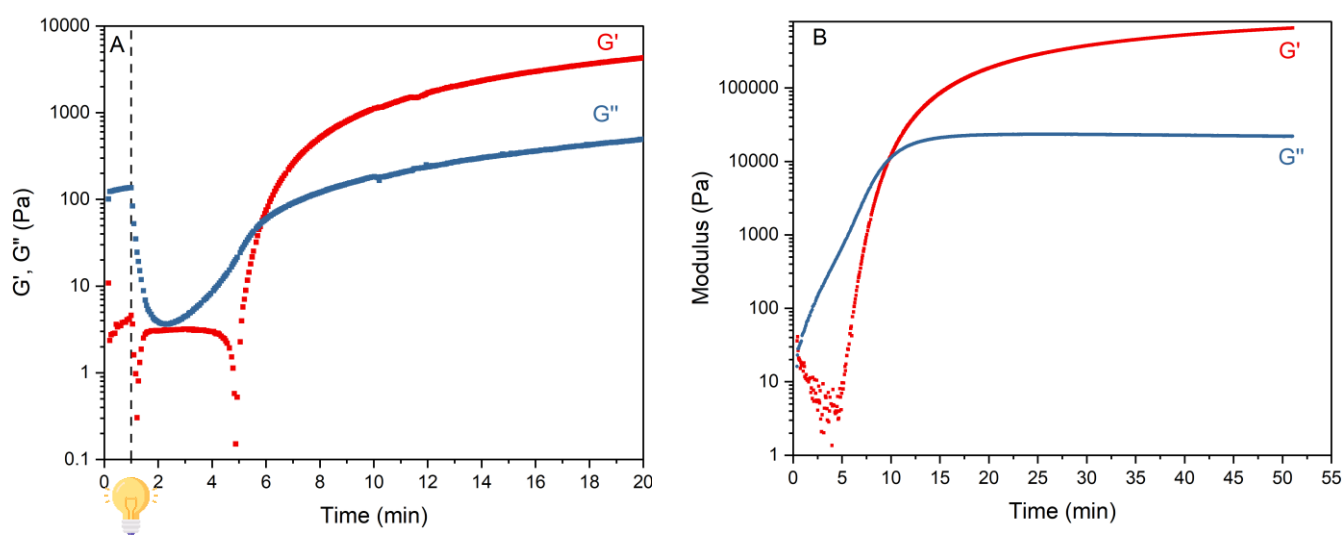 A
G'
G"
10000
1000
100
10
1
0.1
G', G" (Pa)
0 2 4 6 8 10 12 14 16 18 20
Time (min)
B
G'
G"
100000
10000
1000
100
10
1
Modulus (Pa)
0 5 10 15 20 25 30 35 40 45 50 55
Time (min)